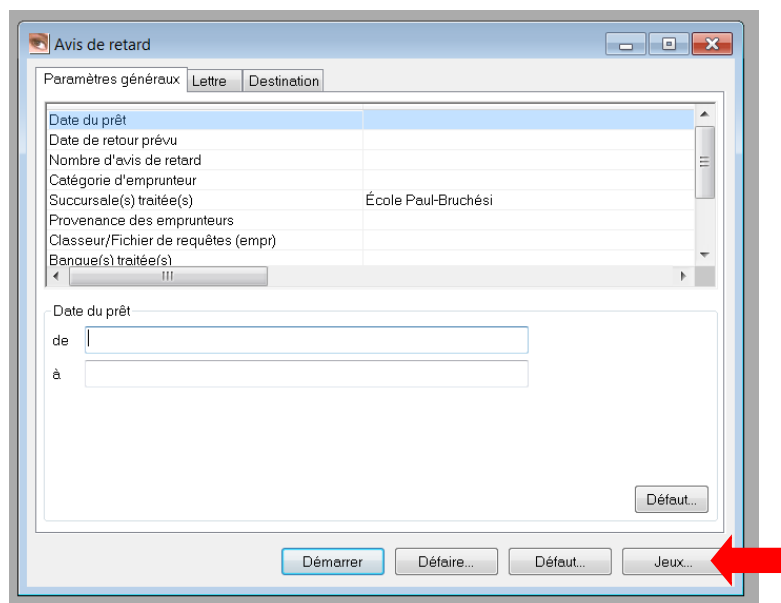 Avis de retard
Paramètres généraux Lettre Destination
Date du prêt
Date de retour prévu
Nombre d'avis de retard
Catégorie d'emprunteur
Succursale(s) traitée(s) École Paul-Bruchési
Provenance des emprunteurs
Classeur/Fichier de requêtes (empr)
Banque(s) traitée(s)
Date du prêt
de
à
Défaut...
Démarrer Défaire... Défaut... Jeux...